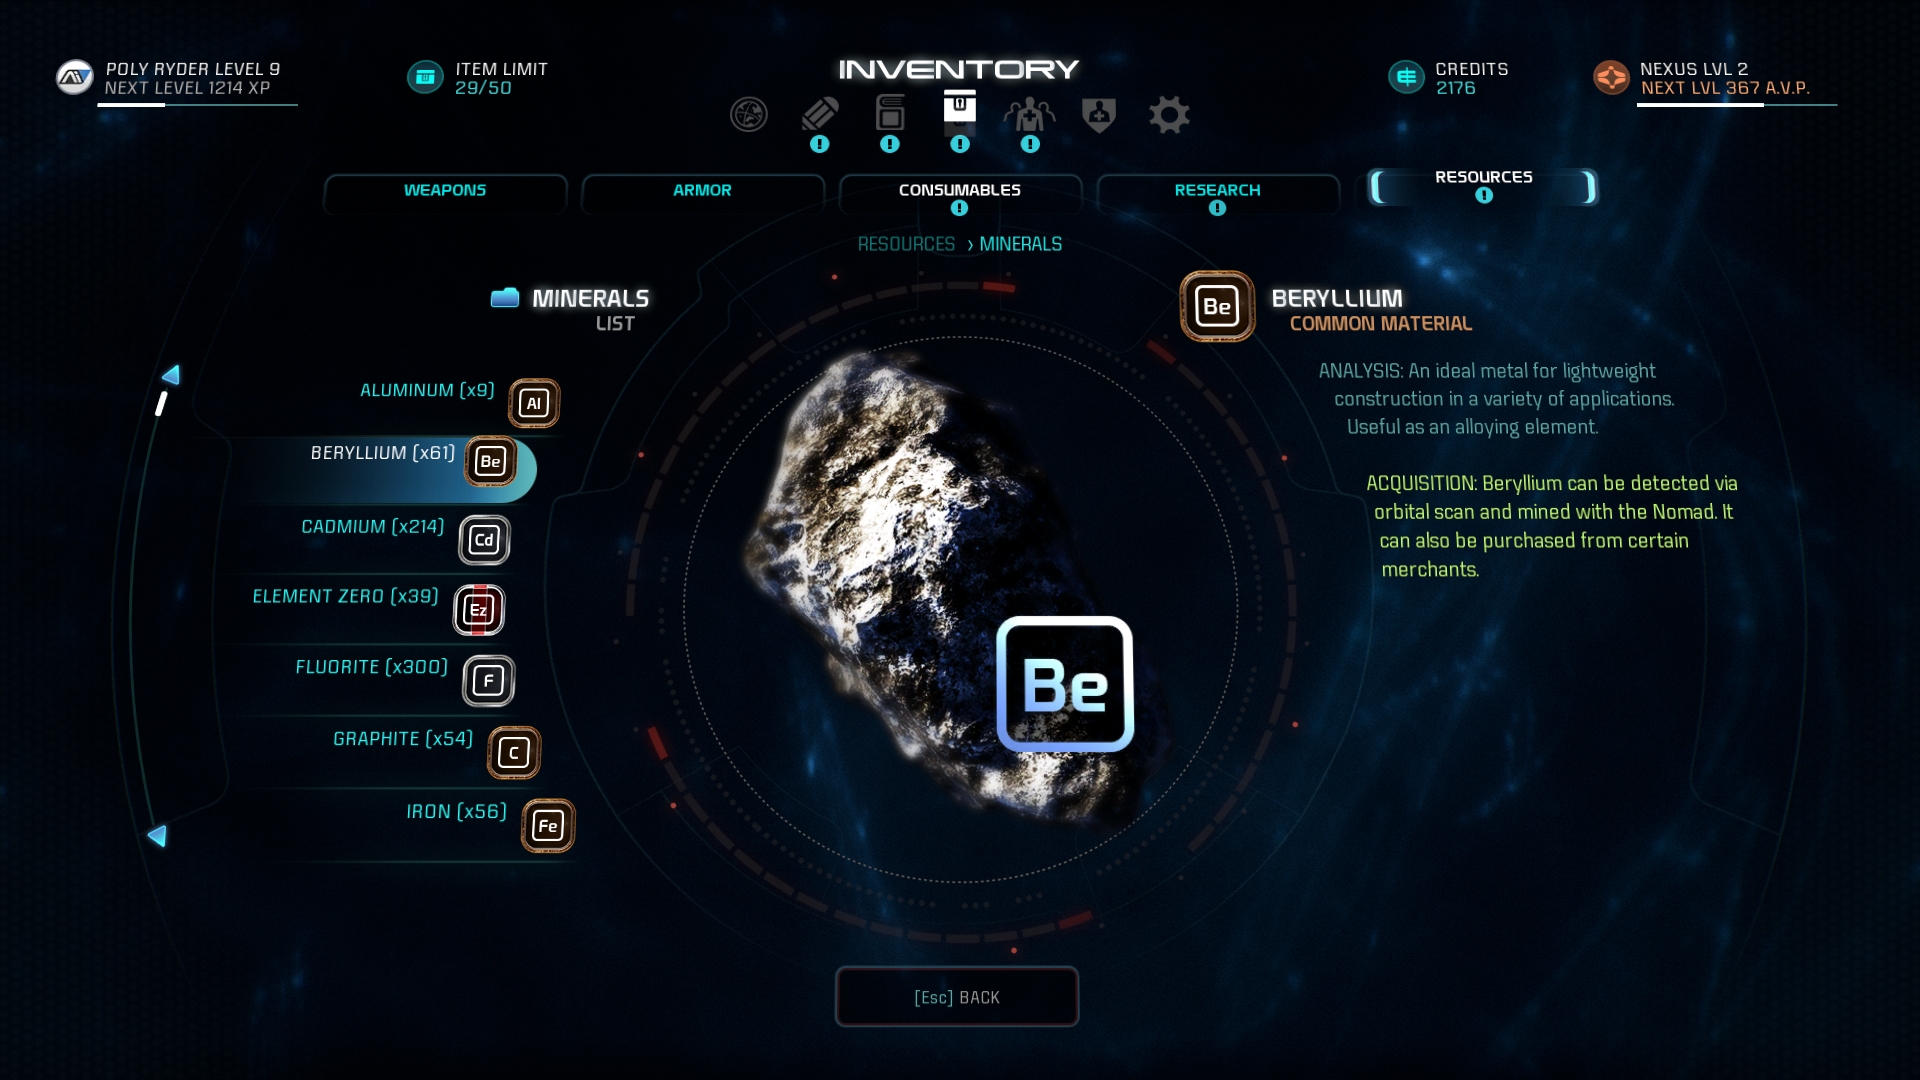 POLY RYDER LEVEL 9
NEXT LEVEL 1214 XP
ITEM LIMIT
29/50
INVENTORY
CREDITS
2176
NEXUS LVL 2
NEXT LVL 367 A.V.P.
WEAPONS
ARMOR
CONSUMABLES
RESEARCH
RESOURCES
RESOURCES › MINERALS
MINERALS
LIST
ALUMINUM (x9)
Al
BERYLLIUM (x61)
Be
CADMIUM (x214)
Cd
ELEMENT ZERO (x39)
Ez
FLUORITE (x300)
F
GRAPHITE (x54)
C
IRON (x56)
Fe
Be
Be
BERYLLIUM
COMMON MATERIAL
ANALYSIS: An ideal metal for lightweight
construction in a variety of applications.
Useful as an alloying element.
ACQUISITION: Beryllium can be detected via
orbital scan and mined with the Nomad. It
can also be purchased from certain
merchants.
[Esc] BACK